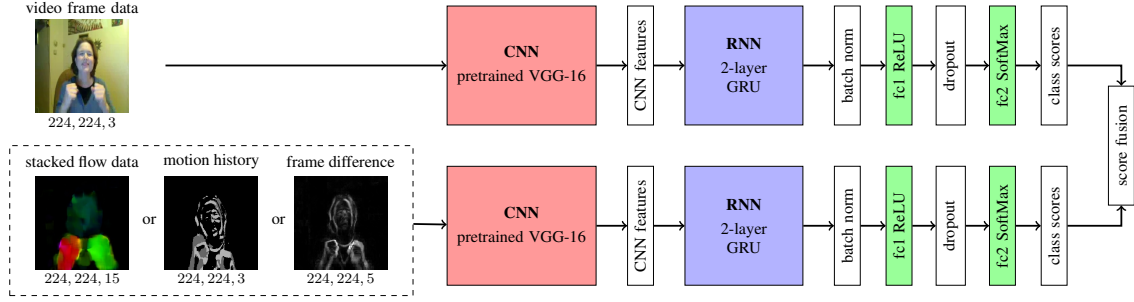 video frame data
224, 224, 3
CNN
pretrained VGG-16
CNN features
RNN
2-layer
GRU
batch norm
fc1 ReLU
dropout
fc2 SoftMax
class scores
score fusion
stacked flow data
motion history
frame difference
or
or
224, 224, 15
224, 224, 3
224, 224, 5
CNN
pretrained VGG-16
CNN features
RNN
2-layer
GRU
batch norm
fc1 ReLU
dropout
fc2 SoftMax
class scores